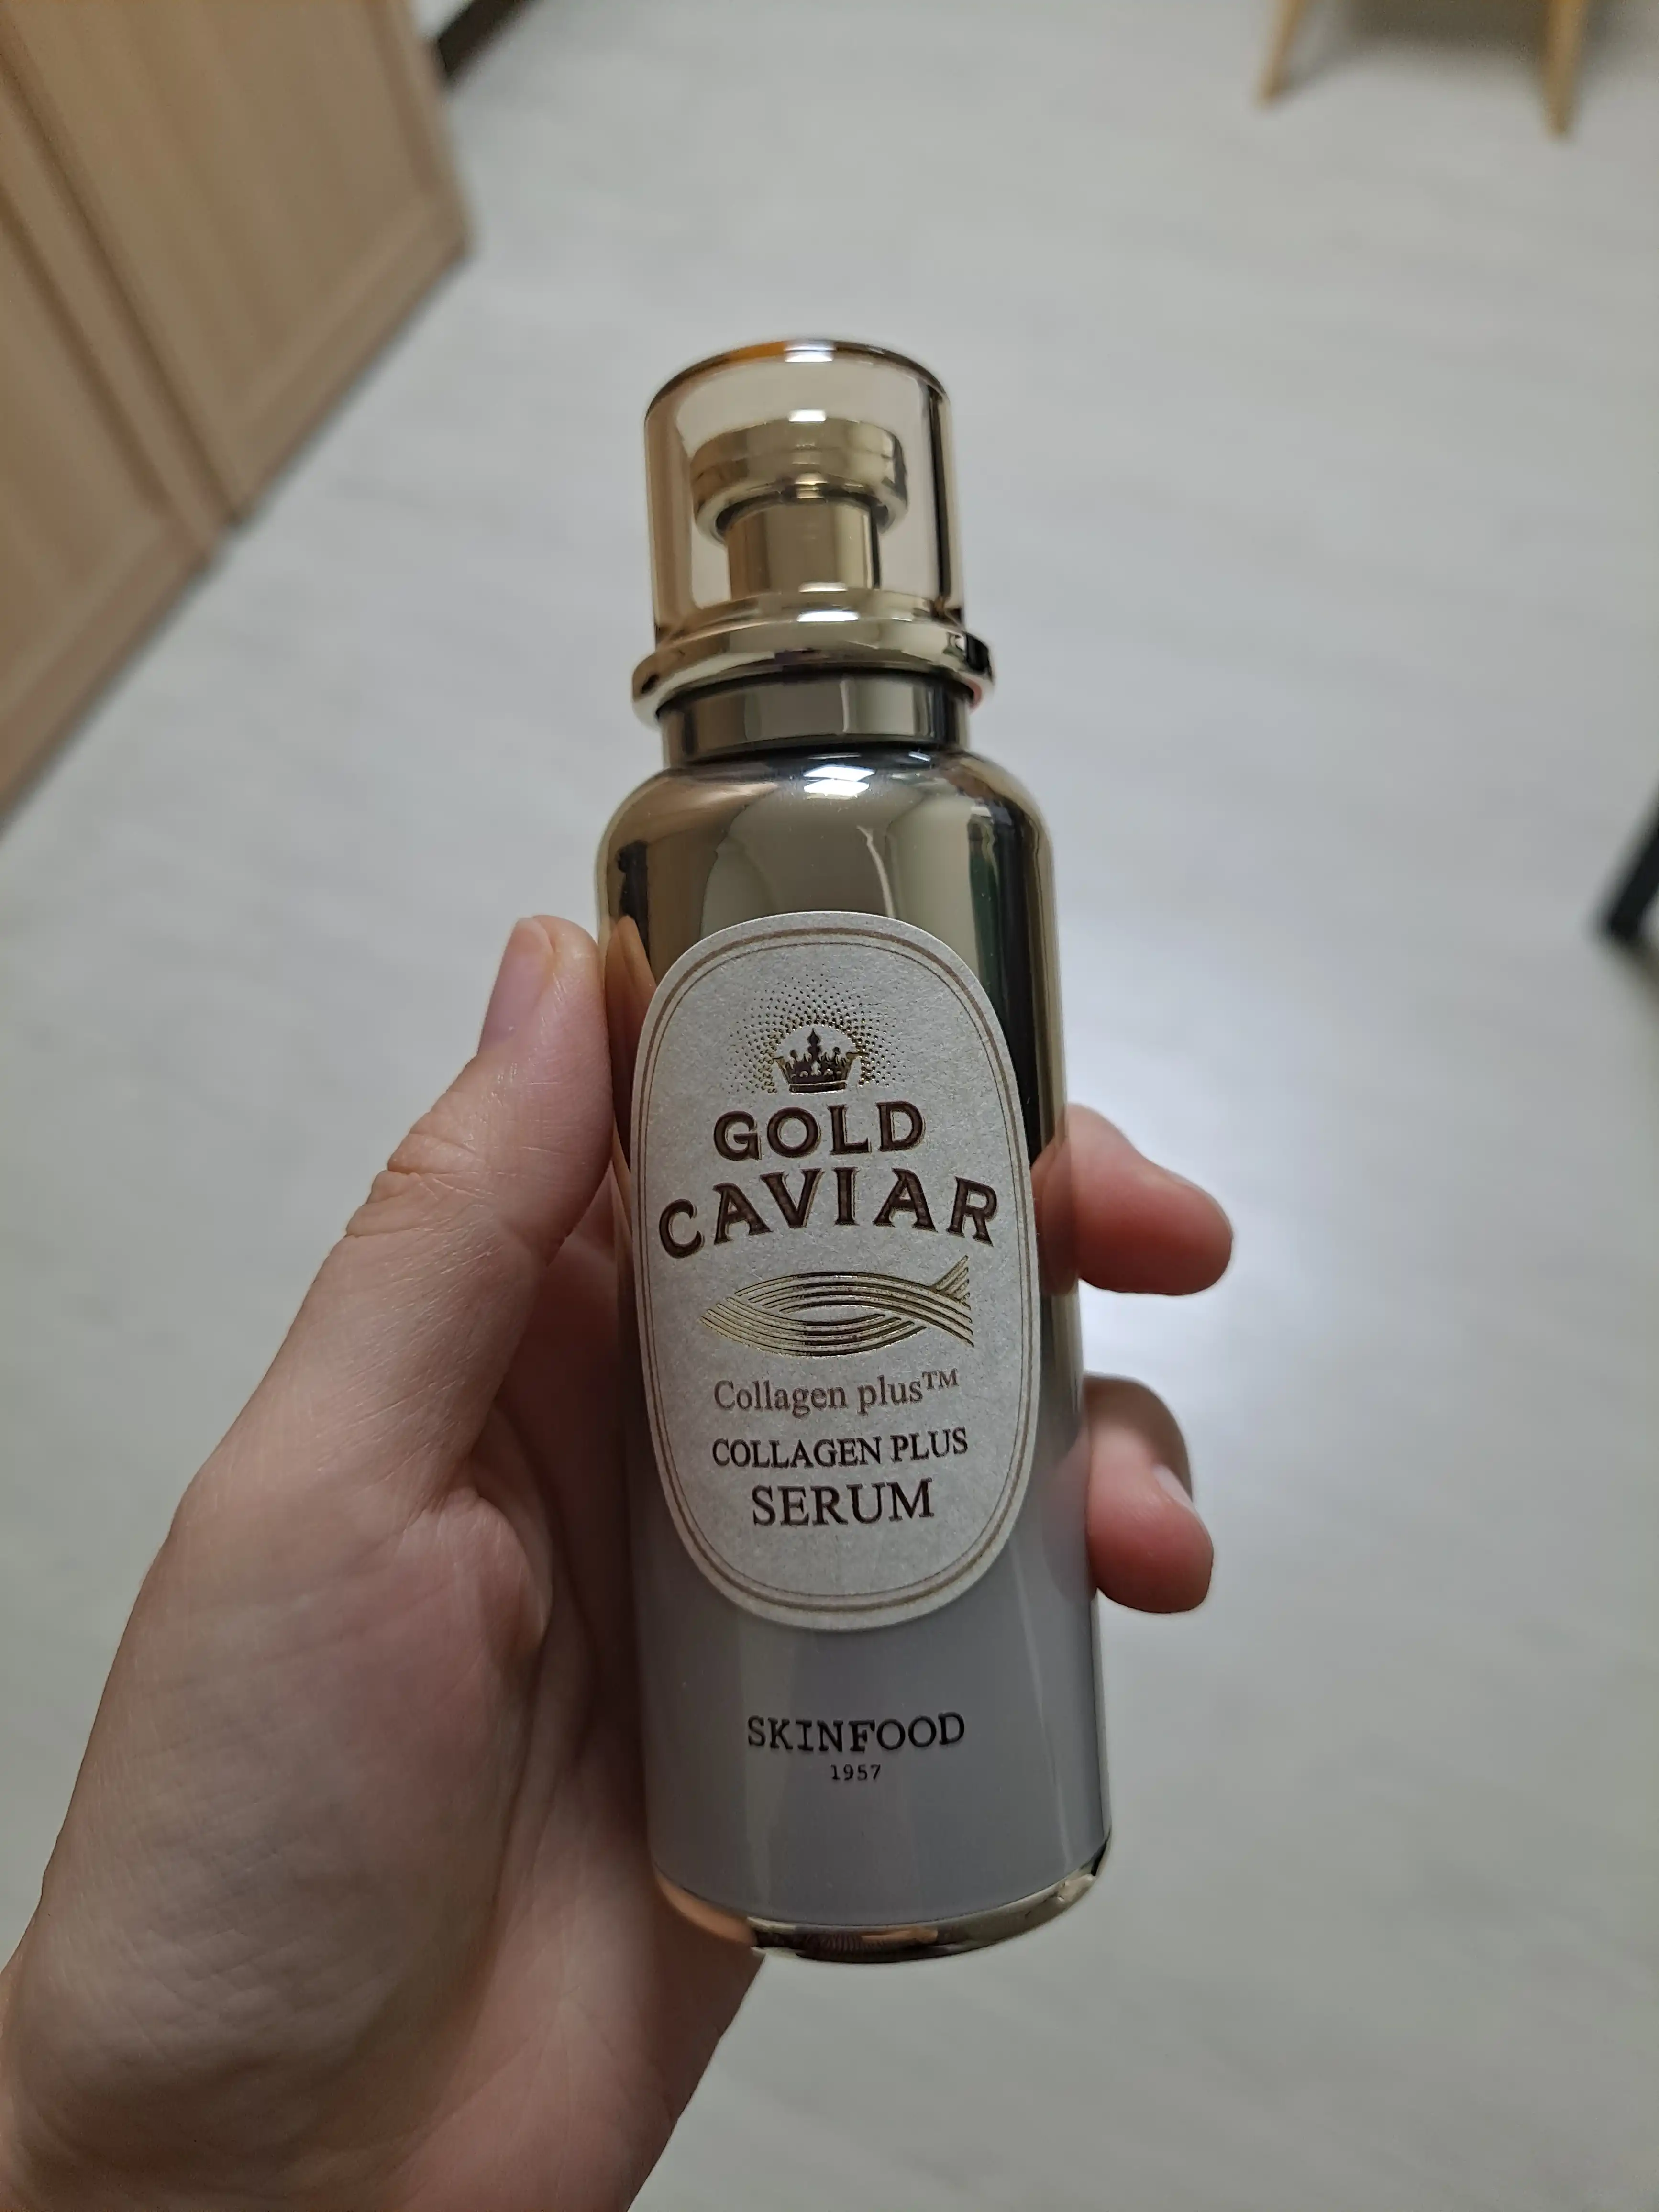 GOLD
CAVIAR
Collagen plus™
COLLAGEN PLUS
SERUM
SKINFOOD
1957